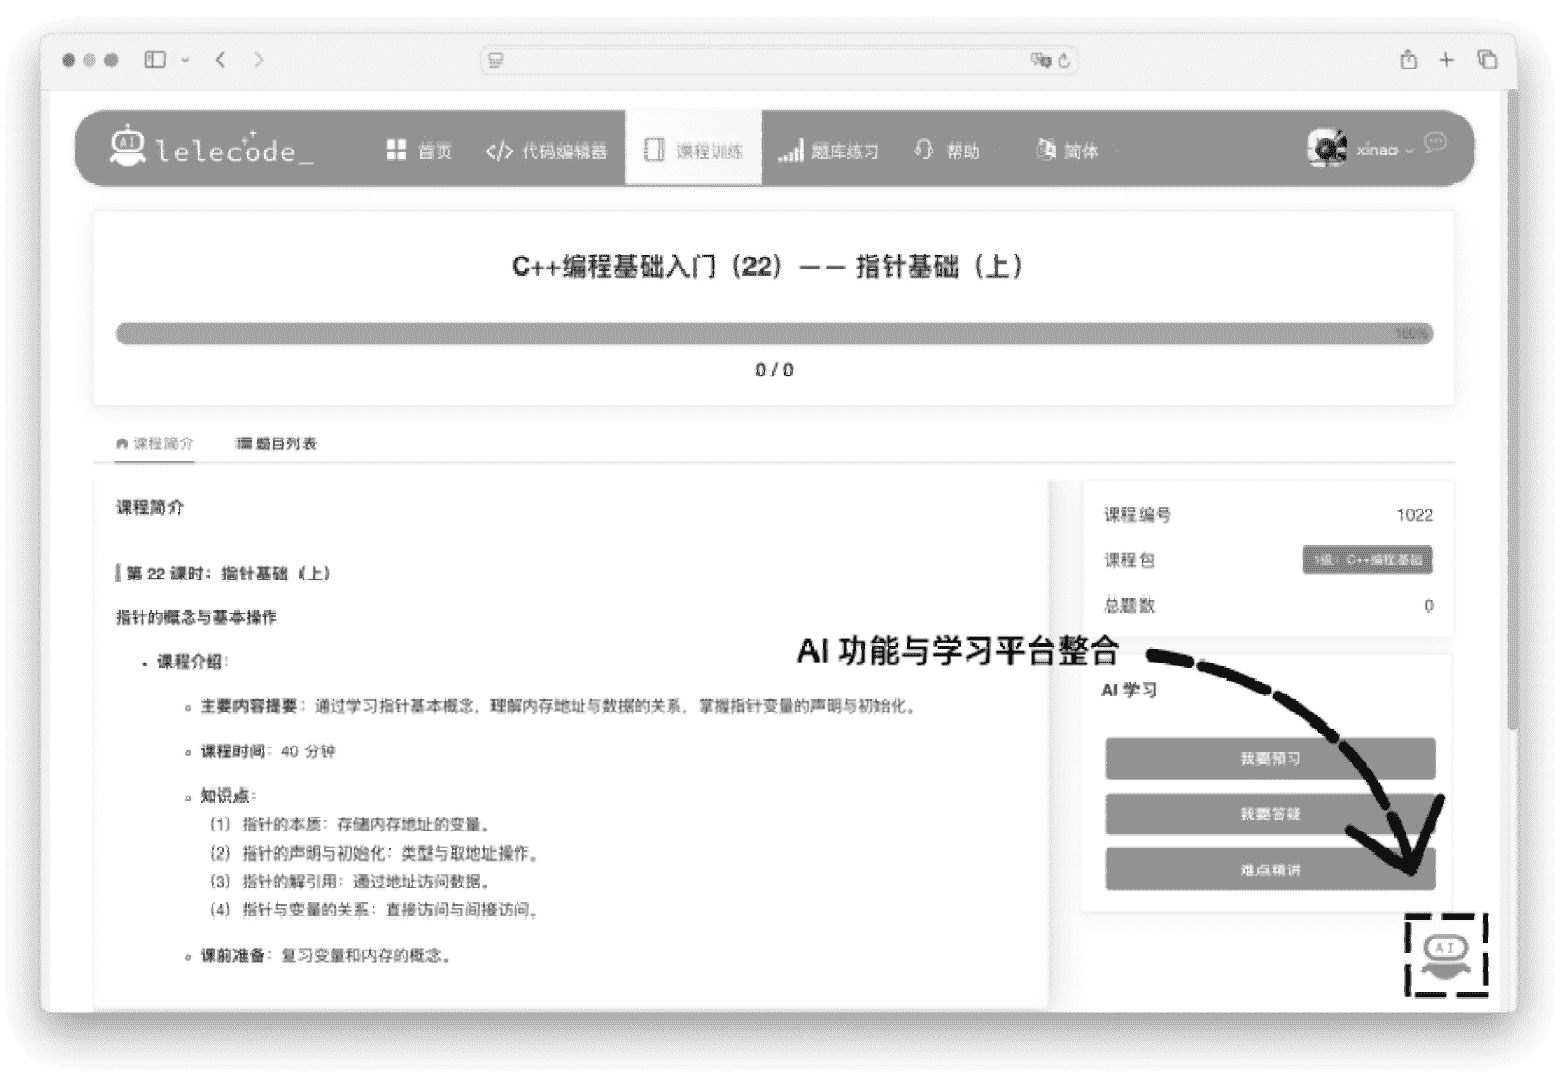 AI lelecode_ 首页 </> 代码编辑器 课程训练 题库练习 帮助 简体 xinao
C++编程基础入门（22）—— 指针基础（上）
100%
0 / 0
课程简介 题目列表
课程简介
第 22 课时：指针基础（上）
指针的概念与基本操作
课程介绍：
主要内容提要：通过学习指针基本概念，理解内存地址与数据的关系，掌握指针变量的声明与初始化。
课程时间：40 分钟
知识点：
（1）指针的本质：存储内存地址的变量。
（2）指针的声明与初始化：类型与取地址操作。
（3）指针的解引用：通过地址访问数据。
（4）指针与变量的关系：直接访问与间接访问。
课前准备：复习变量和内存的概念。
课程编号 1022
课程包 C++编程基础
总题数 0
AI 功能与学习平台整合
AI 学习
我要预习
我要答疑
难点精讲
AI